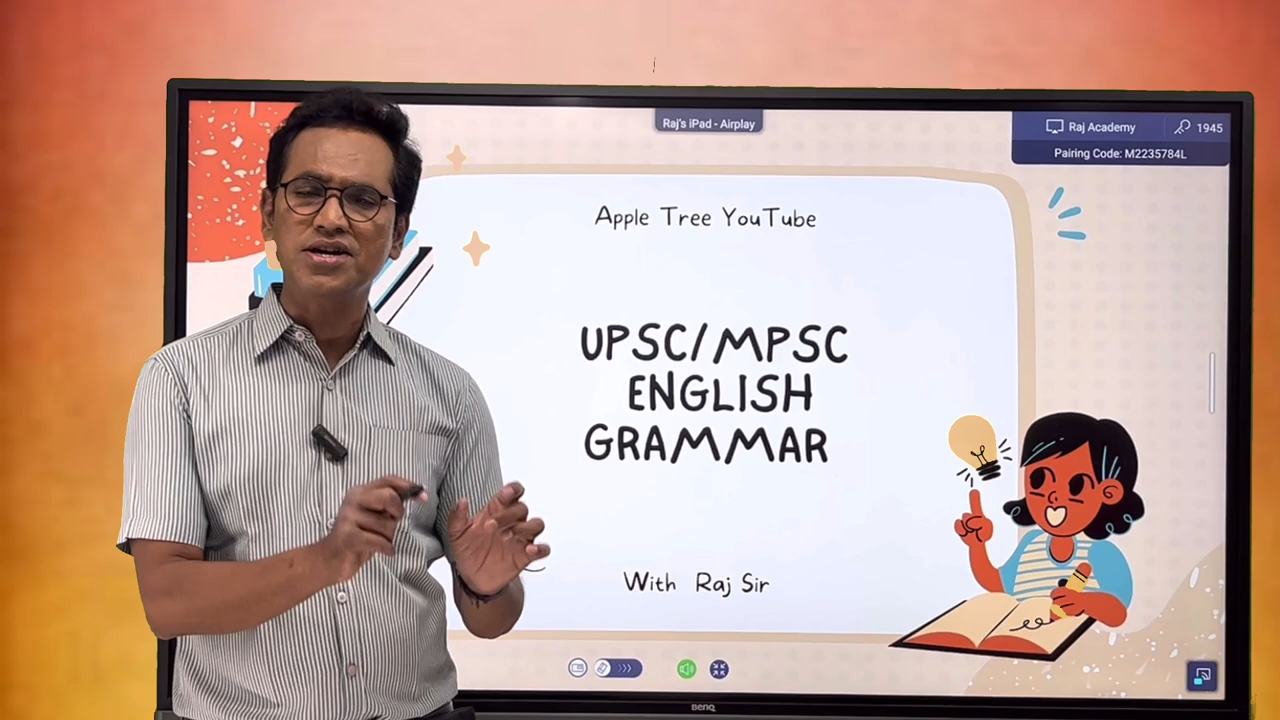 Raj's iPad - Airplay
Raj Academy
1945
Pairing Code: M2235784L
Apple Tree YouTube
UPSC/MPSC
ENGLISH
GRAMMAR
With Raj Sir
BenQ